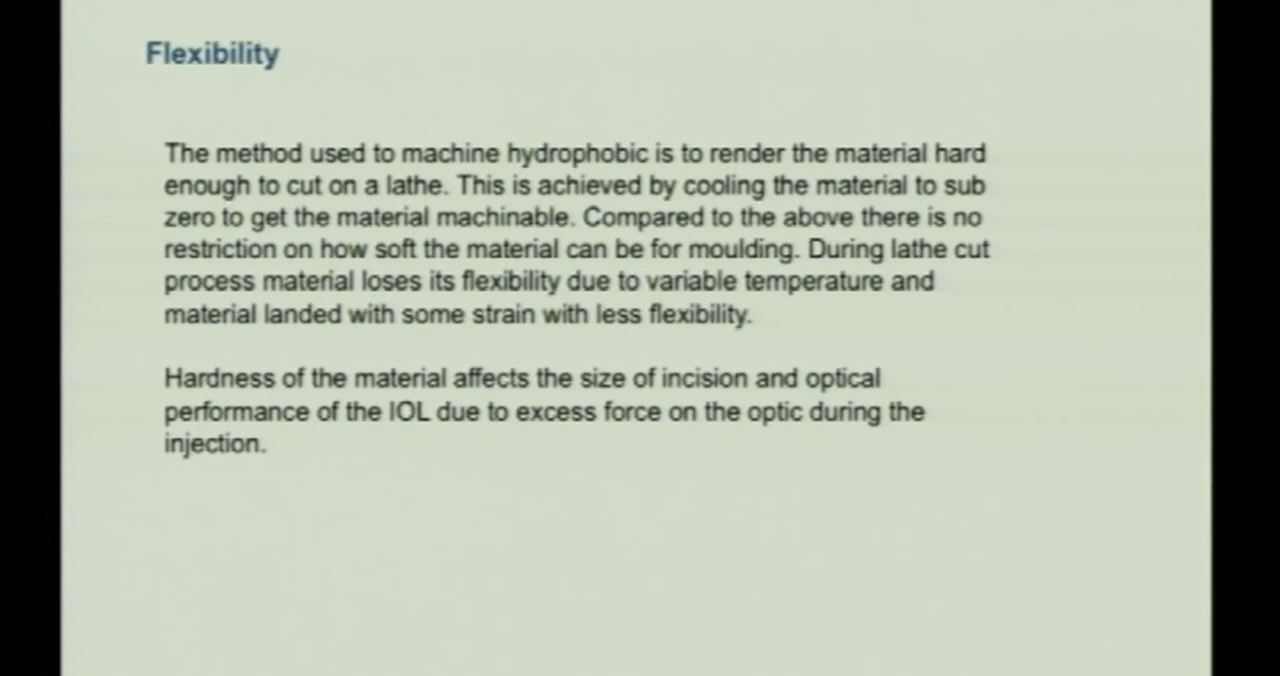 Flexibility
The method used to machine hydrophobic is to render the material hard
enough to cut on a lathe. This is achieved by cooling the material to sub
zero to get the material machinable. Compared to the above there is no
restriction on how soft the material can be for moulding. During lathe cut
process material loses its flexibility due to variable temperature and
material landed with some strain with less flexibility.
Hardness of the material affects the size of incision and optical
performance of the IOL due to excess force on the optic during the
injection.